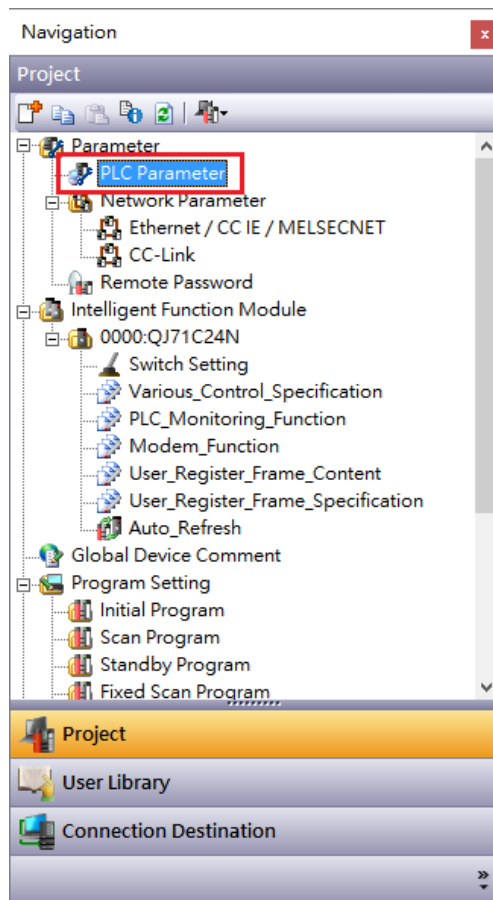 Navigation
x
Project
Parameter
PLC Parameter
Network Parameter
Ethernet / CC IE / MELSECNET
CC-Link
Remote Password
Intelligent Function Module
0000:QJ71C24N
Switch Setting
Various_Control_Specification
PLC_Monitoring_Function
Modem_Function
User_Register_Frame_Content
User_Register_Frame_Specification
Auto_Refresh
Global Device Comment
Program Setting
Initial Program
Scan Program
Standby Program
Fixed Scan Program
Project
User Library
Connection Destination